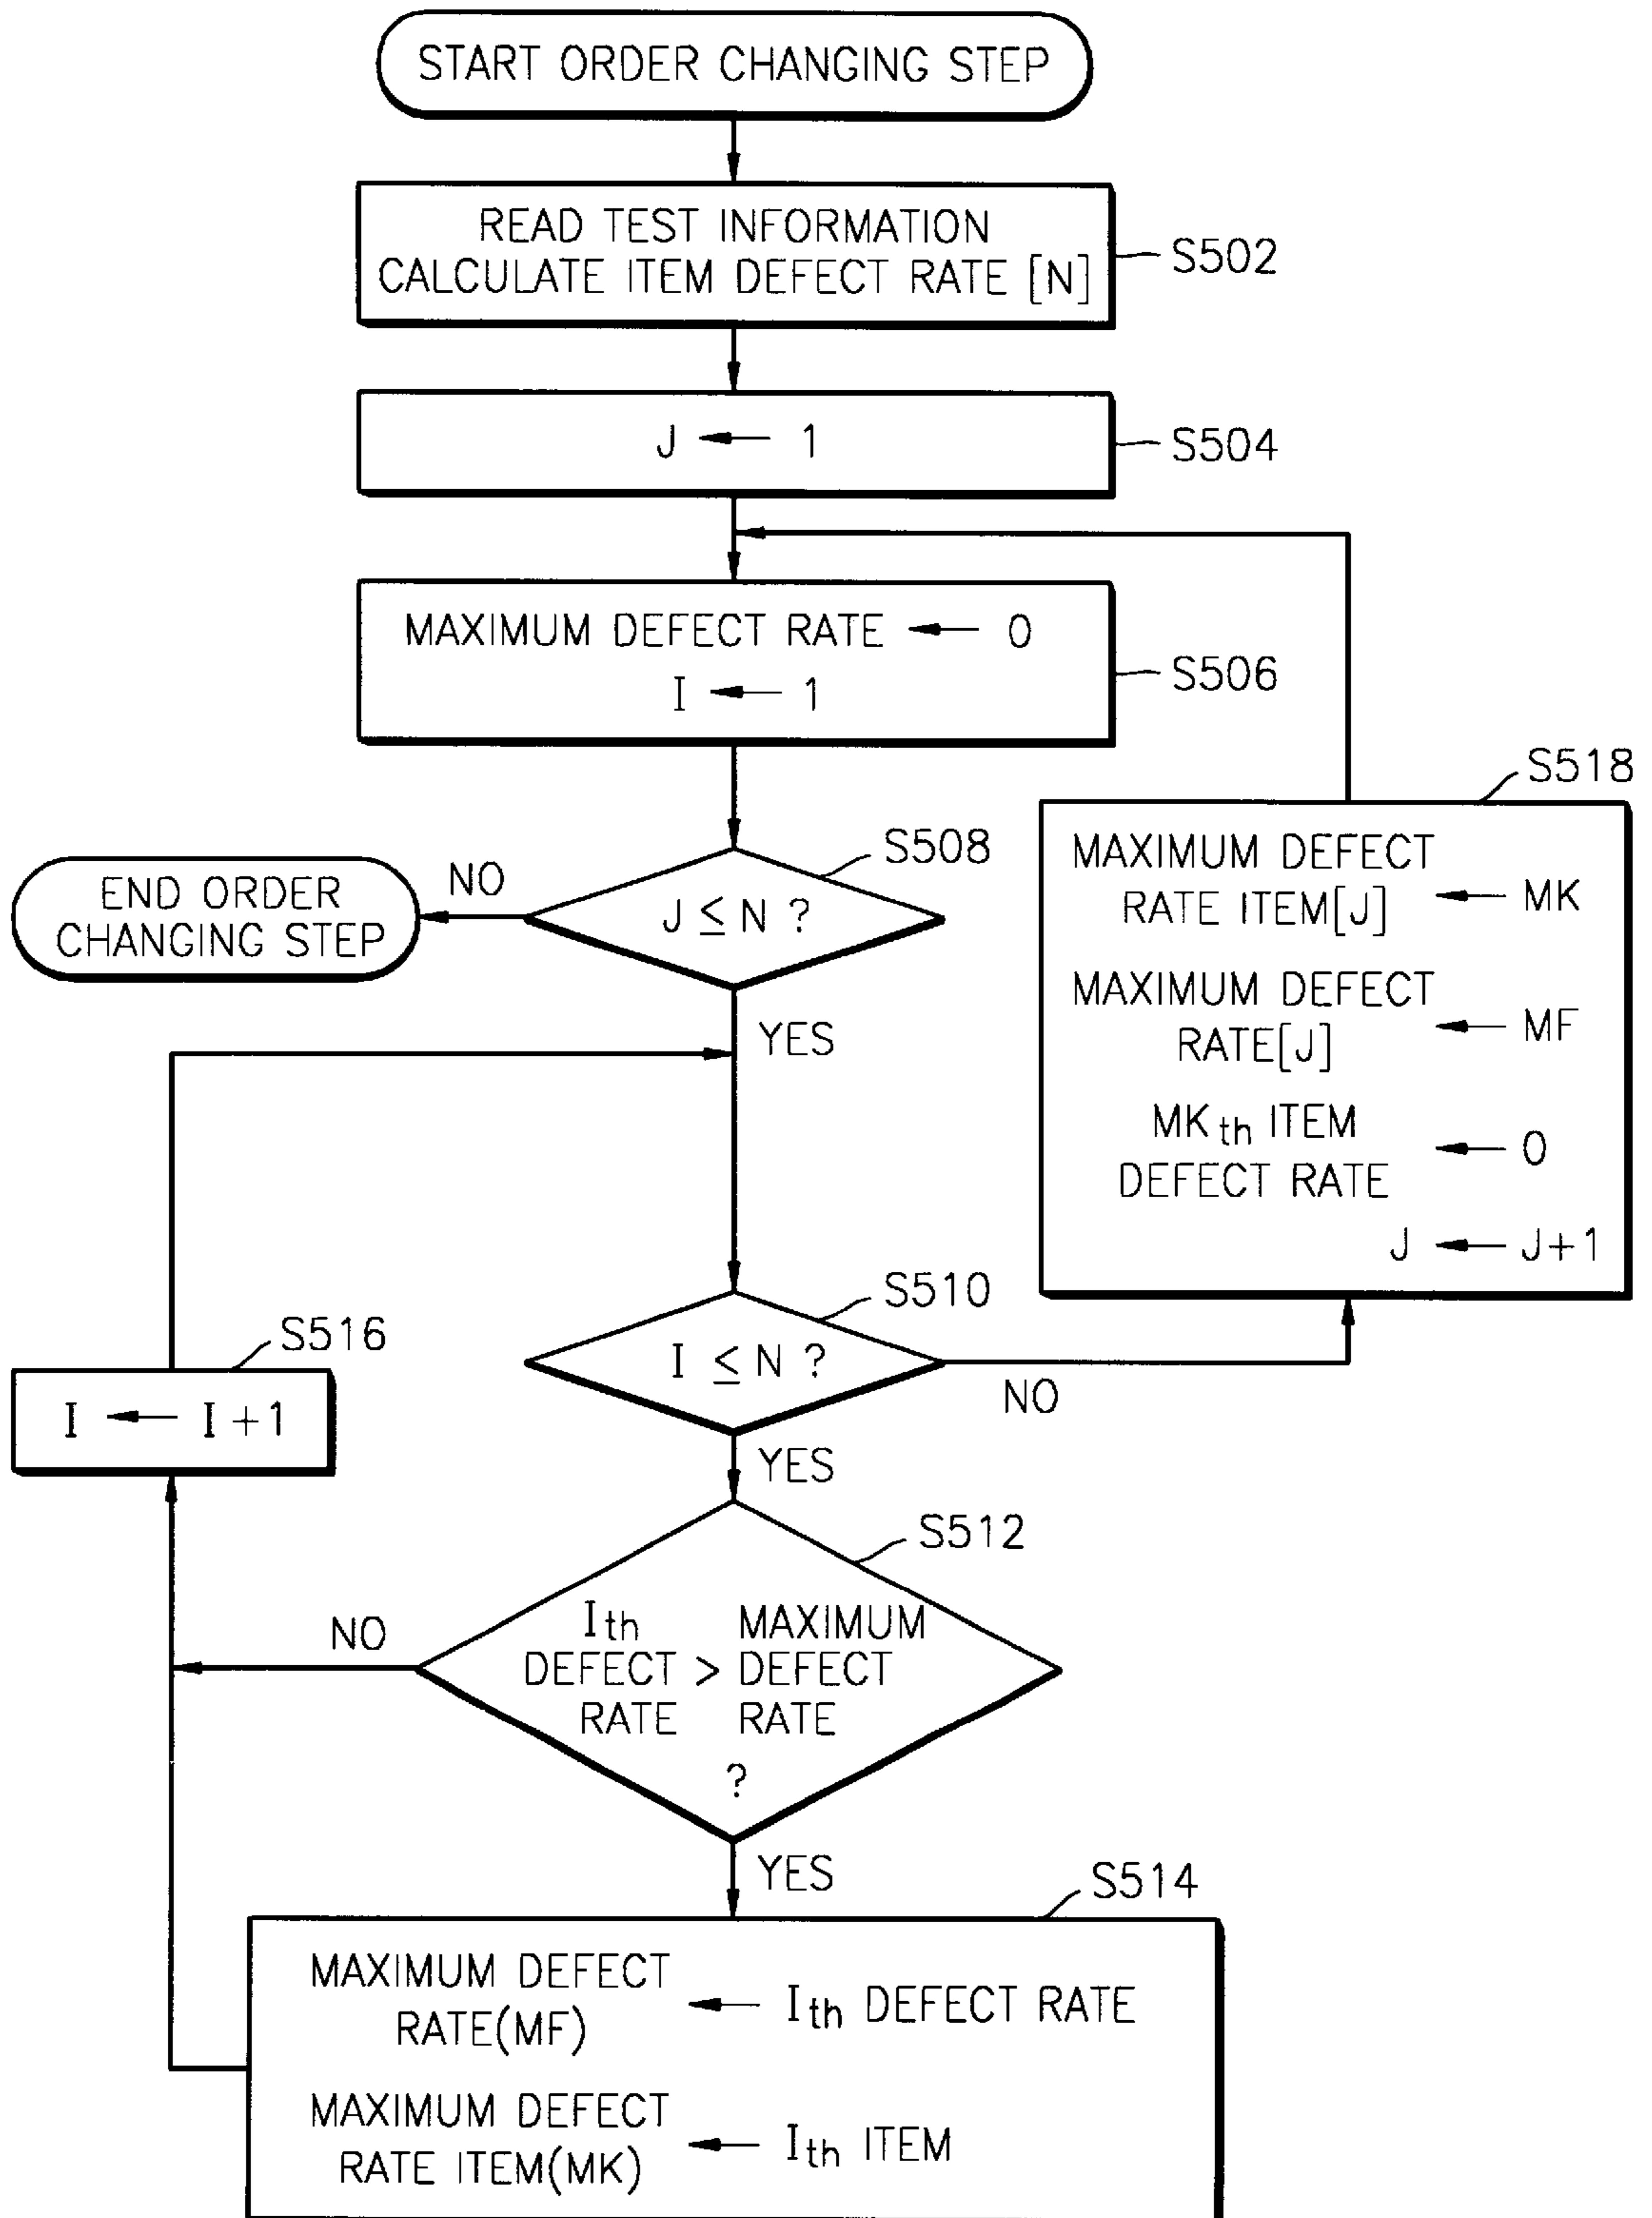 START ORDER CHANGING STEP
READ TEST INFORMATION
CALCULATE ITEM DEFECT RATE [N]
S502
J ← 1
S504
MAXIMUM DEFECT RATE ← 0
I ← 1
S506
S508
J ≤ N ?
NO
END ORDER
CHANGING STEP
YES
S510
I ≤ N ?
NO
YES
S518
MAXIMUM DEFECT
RATE ITEM[J] ← MK
MAXIMUM DEFECT
RATE[J] ← MF
MKth ITEM
DEFECT RATE ← 0
J ← J+1
S516
I ← I+1
S512
Ith MAXIMUM
DEFECT > DEFECT
RATE RATE
?
NO
YES
S514
MAXIMUM DEFECT
RATE(MF) ← Ith DEFECT RATE
MAXIMUM DEFECT
RATE ITEM(MK) ← Ith ITEM